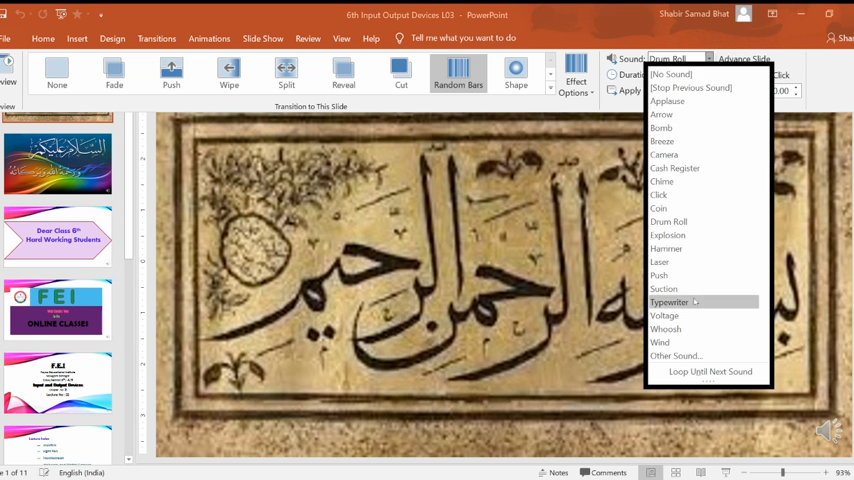 6th Input Output Devices L03 - PowerPoint
Shabir Samad Bhat
File Home Insert Design Transitions Animations Slide Show Review View Help Tell me what you want to do
None Fade Push Wipe Split Reveal Cut Random Bars Shape
Effect Options
Transition to This Slide
Sound: Drum Roll Advance Slide
Click
Apply
[No Sound]
[Stop Previous Sound]
Applause
Arrow
Bomb
Breeze
Camera
Cash Register
Chime
Click
Coin
Drum Roll
Explosion
Hammer
Laser
Push
Suction
Typewriter
Voltage
Whoosh
Wind
Other Sound...
Loop Until Next Sound
السلام عليكم
ورحمة الله وبركاته
Dear Class 6th
Hard Working Students
FEI
ONLINE CLASSES
F.E.I
Input and Output Devices
الرحمن الرحيم
1 of 11 English (India)
Notes Comments
93%